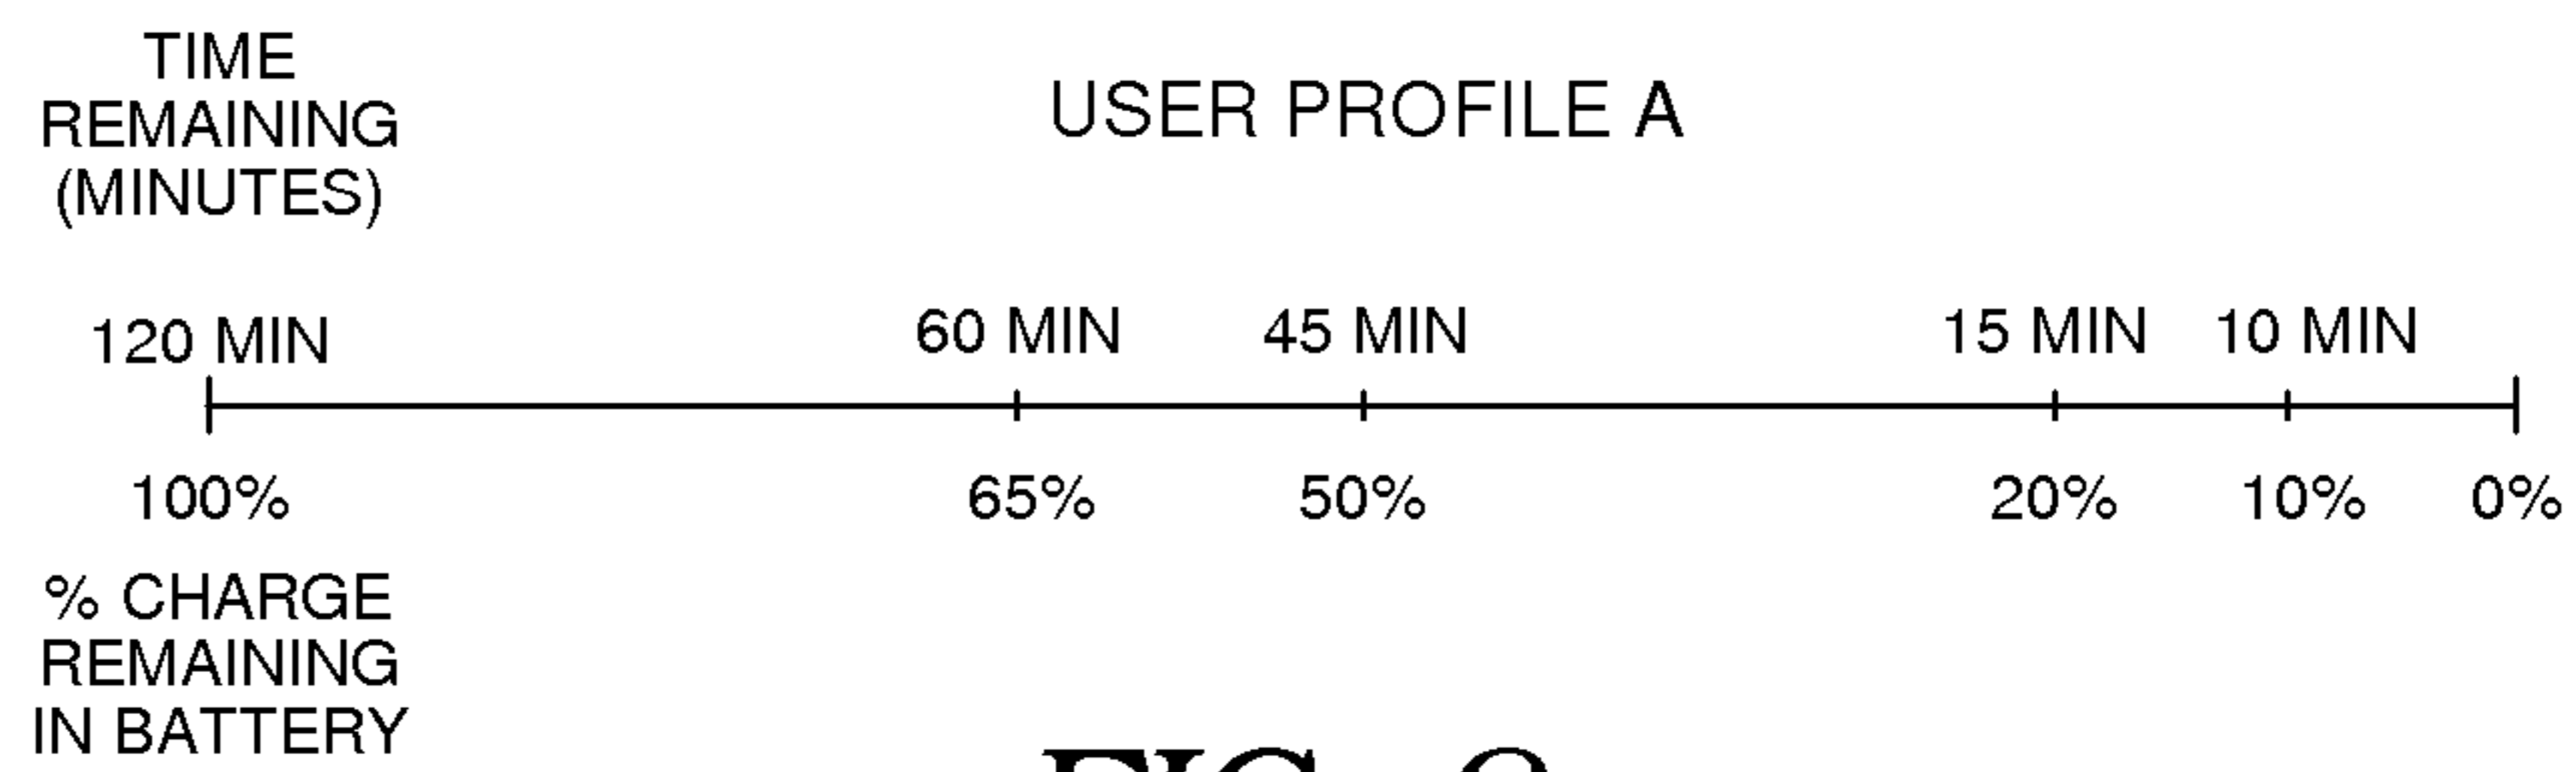 TIME
REMAINING
(MINUTES)
USER PROFILE A
120 MIN 60 MIN 45 MIN 15 MIN 10 MIN
100% 65% 50% 20% 10% 0%
% CHARGE
REMAINING
IN BATTERY
FIG.